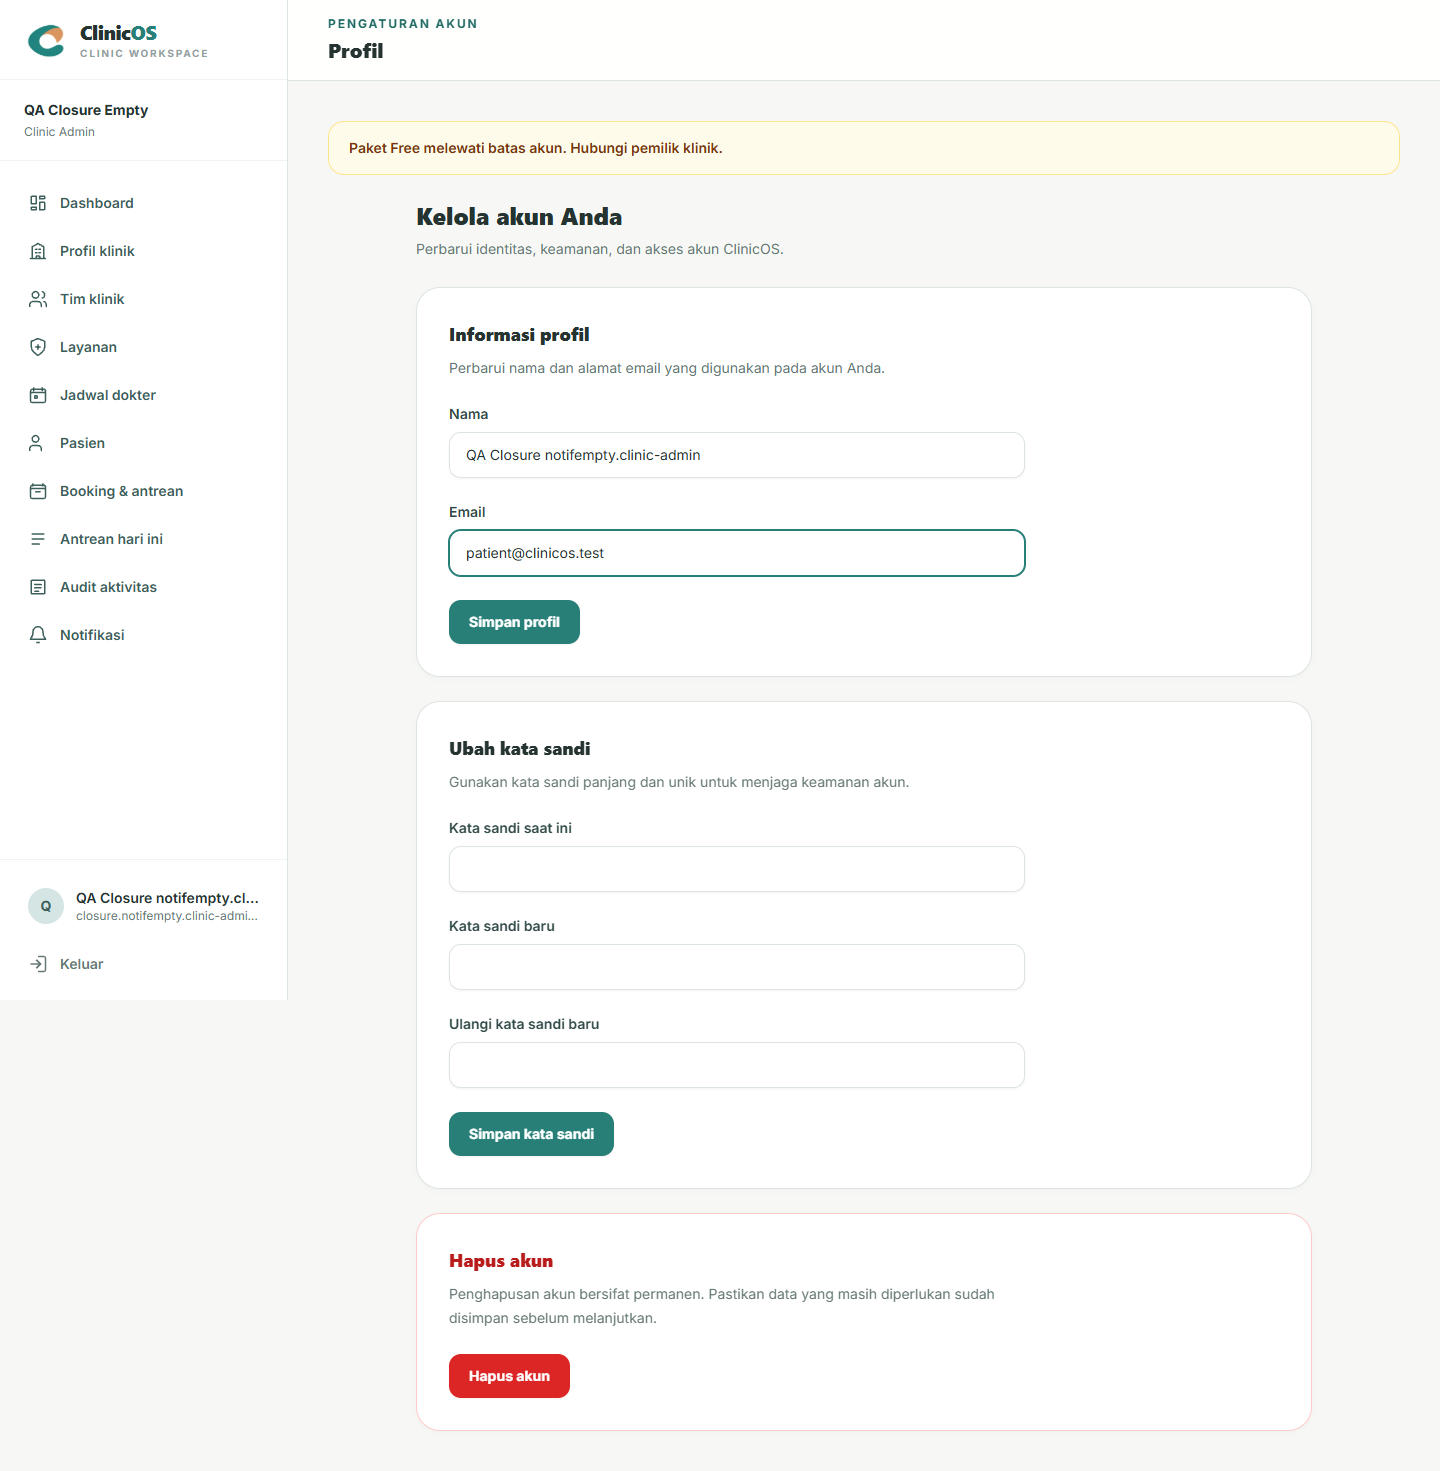 ClinicOS
CLINIC WORKSPACE
QA Closure Empty
Clinic Admin
Dashboard
Profil klinik
Tim klinik
Layanan
Jadwal dokter
Pasien
Booking & antrean
Antrean hari ini
Audit aktivitas
Notifikasi
Q
QA Closure notifempty.cl...
closure.notifempty.clinic-admi...
Keluar
PENGATURAN AKUN
Profil
Paket Free melewati batas akun. Hubungi pemilik klinik.
Kelola akun Anda
Perbarui identitas, keamanan, dan akses akun ClinicOS.
Informasi profil
Perbarui nama dan alamat email yang digunakan pada akun Anda.
Nama
QA Closure notifempty.clinic-admin
Email
patient@clinicos.test
Simpan profil
Ubah kata sandi
Gunakan kata sandi panjang dan unik untuk menjaga keamanan akun.
Kata sandi saat ini
Kata sandi baru
Ulangi kata sandi baru
Simpan kata sandi
Hapus akun
Penghapusan akun bersifat permanen. Pastikan data yang masih diperlukan sudah
disimpan sebelum melanjutkan.
Hapus akun